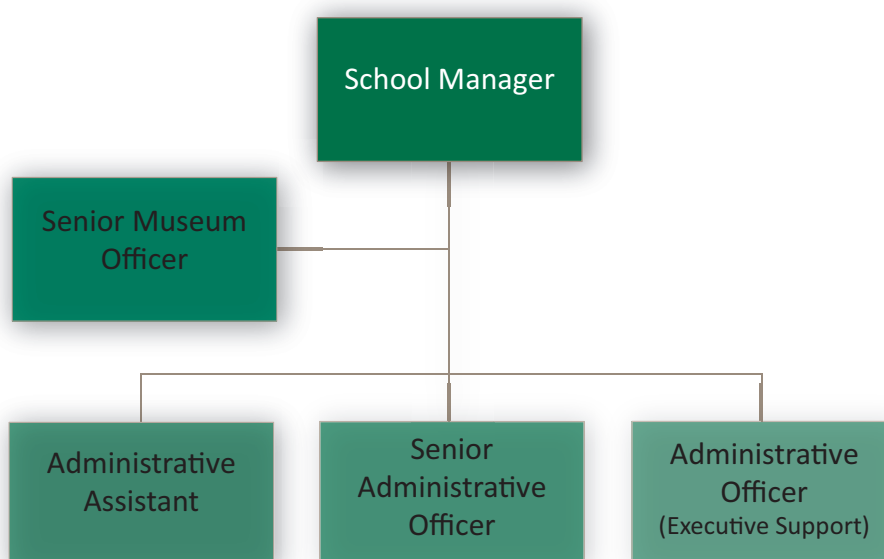 School Manager
Senior Museum
Officer
Administrative
Assistant
Senior
Administrative
Officer
Administrative
Officer
(Executive Support)